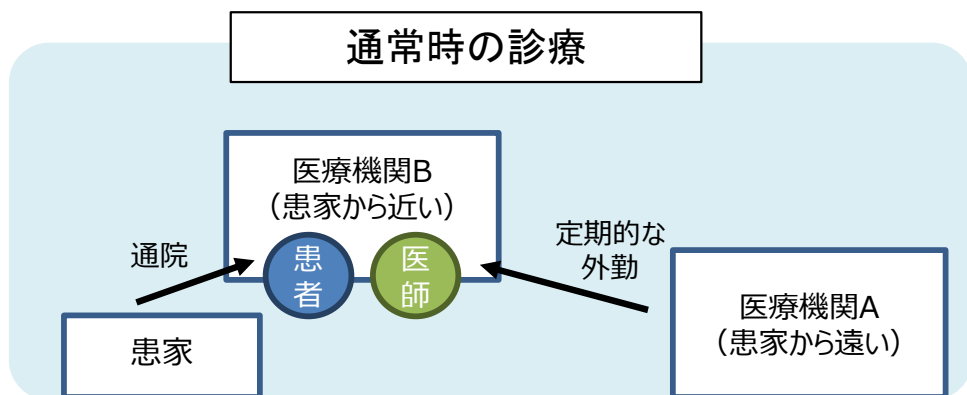 通常時の診療
医療機関B
（患家から近い）
通院
患者
医師
定期的な
外勤
患家
医療機関A
（患家から遠い）